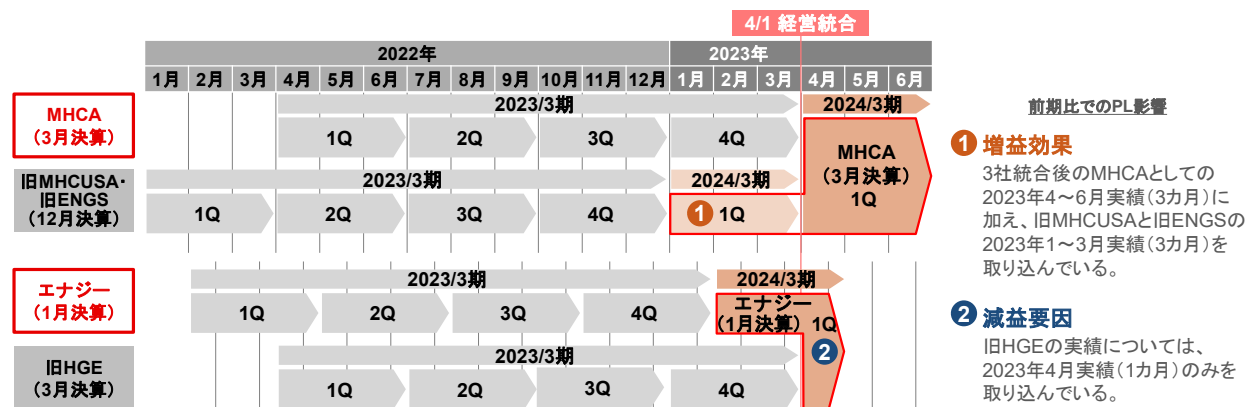 4/1 経営統合
2022年
2023年
1月 2月 3月 4月 5月 6月 7月 8月 9月 10月 11月 12月 1月 2月 3月 4月 5月 6月
MHCA
（3月決算）
2023/3期
2024/3期
1Q
2Q
3Q
4Q
MHCA
（3月決算）
1Q
旧MHCUSA・
旧ENGS
（12月決算）
2023/3期
2024/3期
1Q
2Q
3Q
4Q
1 1Q
エナジー
（1月決算）
2023/3期
2024/3期
1Q
2Q
3Q
4Q
エナジー
（1月決算） 1Q
2
旧HGE
（3月決算）
2023/3期
1Q
2Q
3Q
4Q
前期比でのPL影響
1 増益効果
3社統合後のMHCAとしての
2023年4～6月実績（3カ月）に
加え、旧MHCUSAと旧ENGSの
2023年1～3月実績（3カ月）を
取り込んでいる。
2 減益要因
旧HGEの実績については、
2023年4月実績（1カ月）のみを
取り込んでいる。